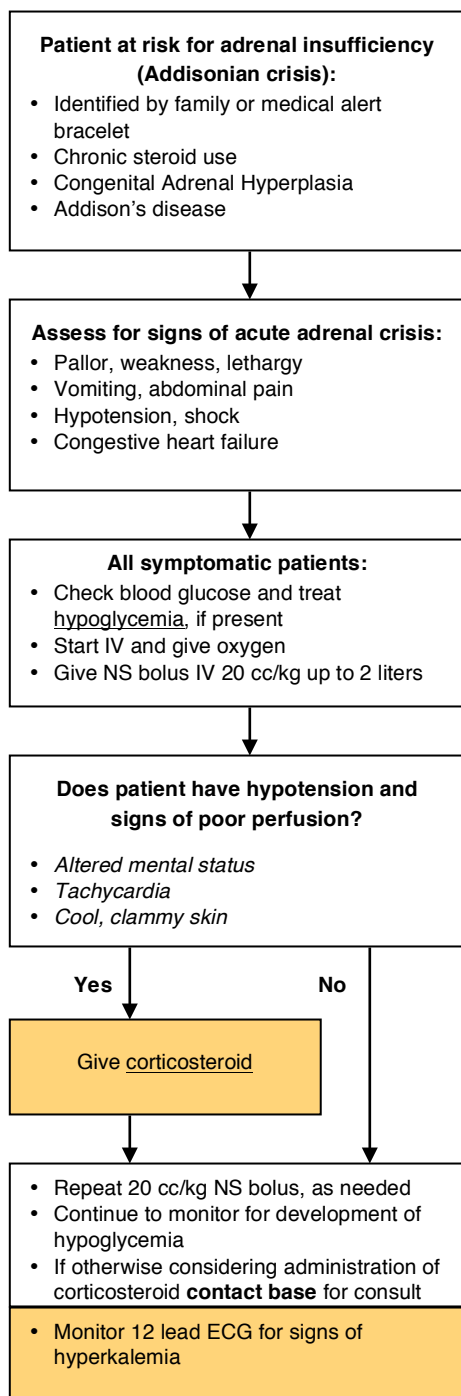 Patient at risk for adrenal insufficiency
(Addisonian crisis):
• Identified by family or medical alert
bracelet
• Chronic steroid use
• Congenital Adrenal Hyperplasia
• Addison's disease
Assess for signs of acute adrenal crisis:
• Pallor, weakness, lethargy
• Vomiting, abdominal pain
• Hypotension, shock
• Congestive heart failure
All symptomatic patients:
• Check blood glucose and treat
hypoglycemia, if present
• Start IV and give oxygen
• Give NS bolus IV 20 cc/kg up to 2 liters
Does patient have hypotension and
signs of poor perfusion?
• Altered mental status
• Tachycardia
• Cool, clammy skin
Yes No
Give corticosteroid
• Repeat 20 cc/kg NS bolus, as needed
• Continue to monitor for development of
hypoglycemia
• If otherwise considering administration of
corticosteroid contact base for consult
• Monitor 12 lead ECG for signs of
hyperkalemia